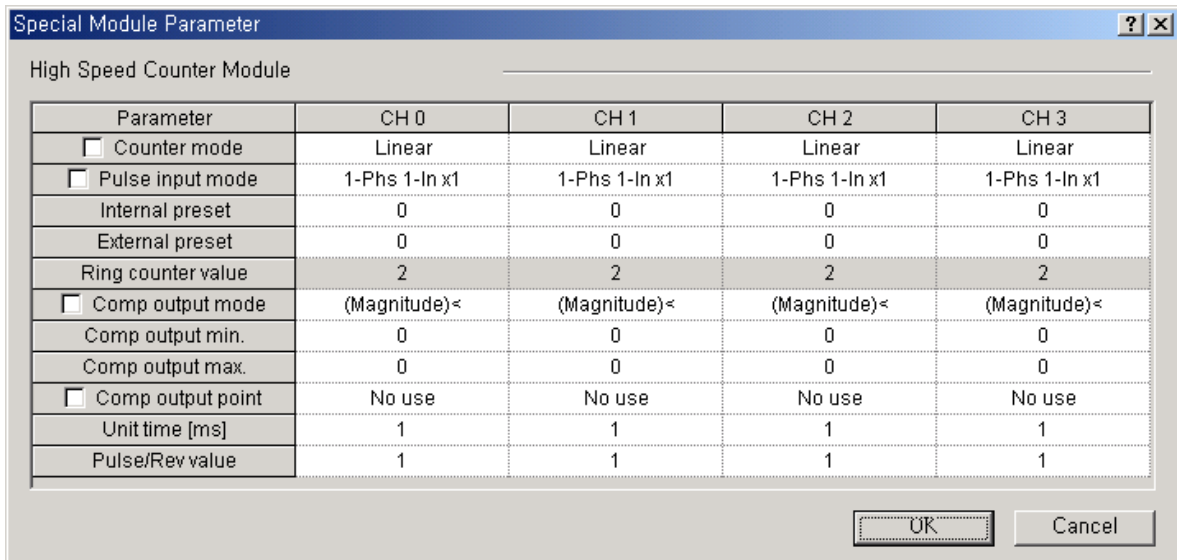 Special Module Parameter
High Speed Counter Module
Parameter CH 0 CH 1 CH 2 CH 3
Counter mode Linear Linear Linear Linear
Pulse input mode 1-Phs 1-In x1 1-Phs 1-In x1 1-Phs 1-In x1 1-Phs 1-In x1
Internal preset 0 0 0 0
External preset 0 0 0 0
Ring counter value 2 2 2 2
Comp output mode (Magnitude)< (Magnitude)< (Magnitude)< (Magnitude)<
Comp output min. 0 0 0 0
Comp output max. 0 0 0 0
Comp output point No use No use No use No use
Unit time [ms] 1 1 1 1
Pulse/Rev value 1 1 1 1
OK Cancel